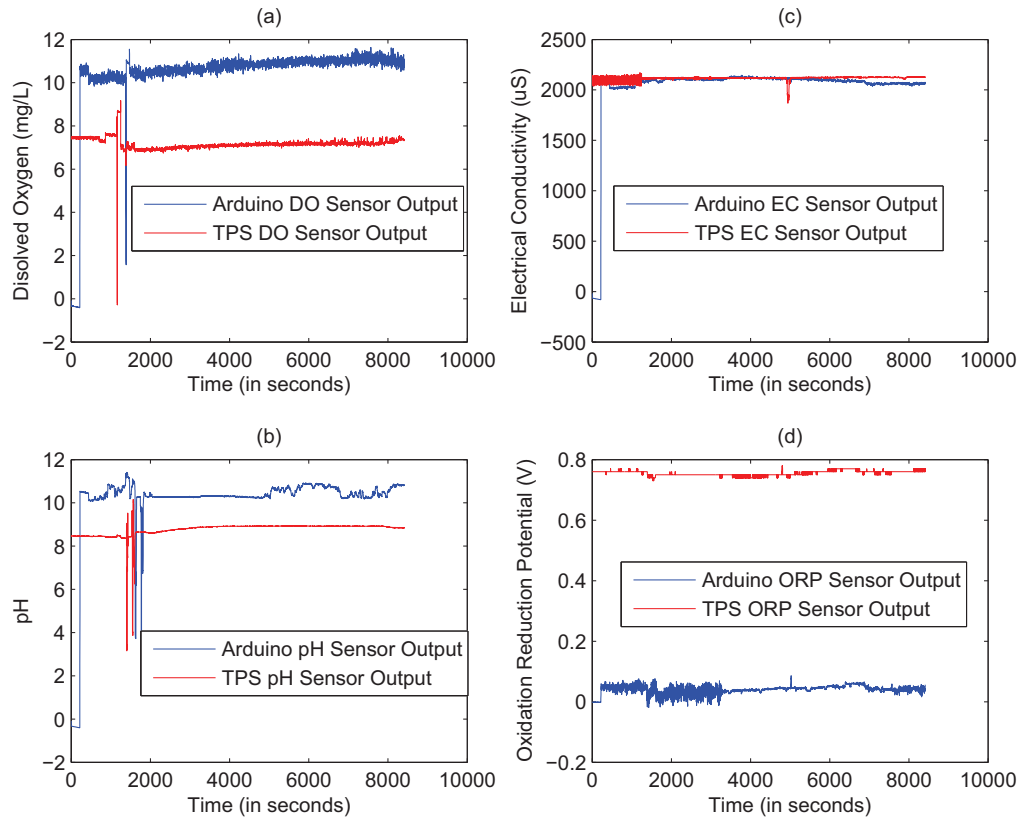 (a)
12
10
8
6
4
2
0
−2
Disolved Oxygen (mg/L)
Arduino DO Sensor Output
TPS DO Sensor Output
0 2000 4000 6000 8000 10000
Time (in seconds)
(c)
2500
2000
1500
1000
500
0
−500
Electrical Conductivity (uS)
Arduino EC Sensor Output
TPS EC Sensor Output
0 2000 4000 6000 8000 10000
Time (in seconds)
(b)
12
10
8
6
4
2
0
−2
pH
Arduino pH Sensor Output
TPS pH Sensor Output
0 2000 4000 6000 8000 10000
Time (in seconds)
(d)
0.8
0.6
0.4
0.2
0
−0.2
Oxidation Reduction Potential (V)
Arduino ORP Sensor Output
TPS ORP Sensor Output
0 2000 4000 6000 8000 10000
Time (in seconds)